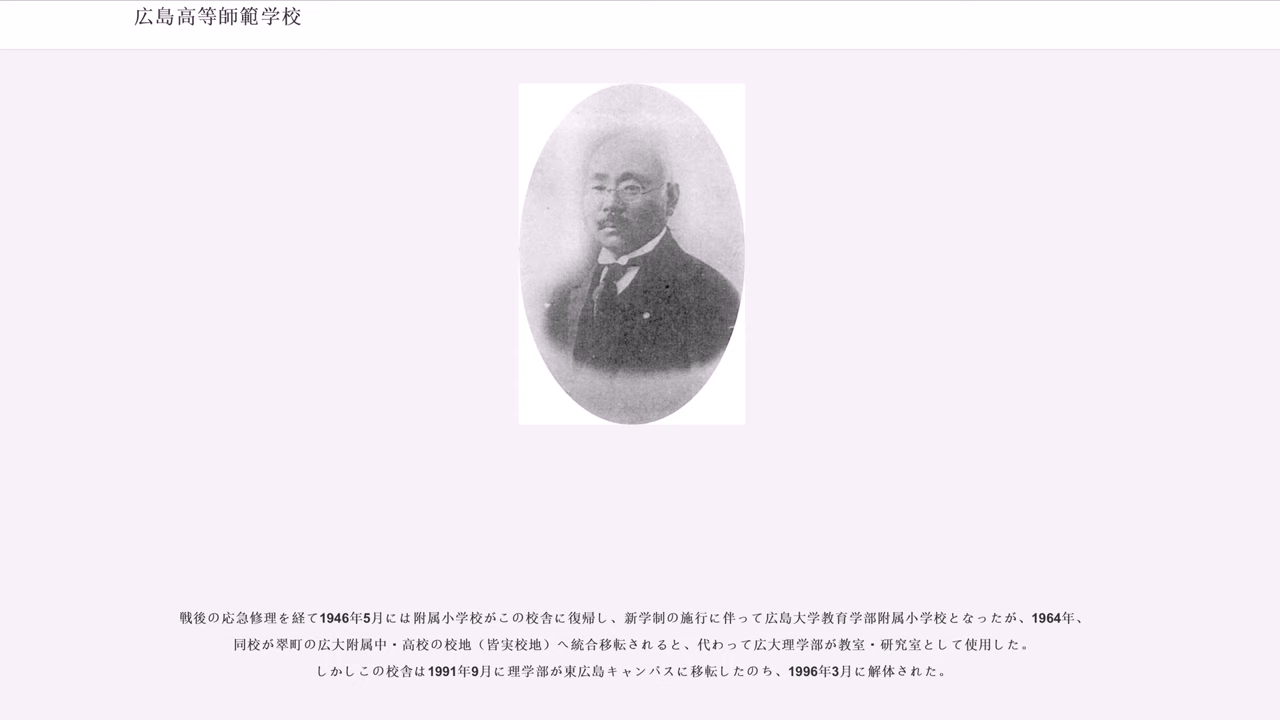 広島高等師範学校
戦後の応急修理を経て1946年5月には附属小学校がこの校舎に復帰し、新学制の施行に伴って広島大学教育学部附属小学校となったが、1964年、
同校が翠町の広大附属中・高校の校地（皆実校地）へ統合移転されると、代わって広大理学部が教室・研究室として使用した。
しかしこの校舎は1991年9月に理学部が東広島キャンパスに移転したのち、1996年3月に解体された。